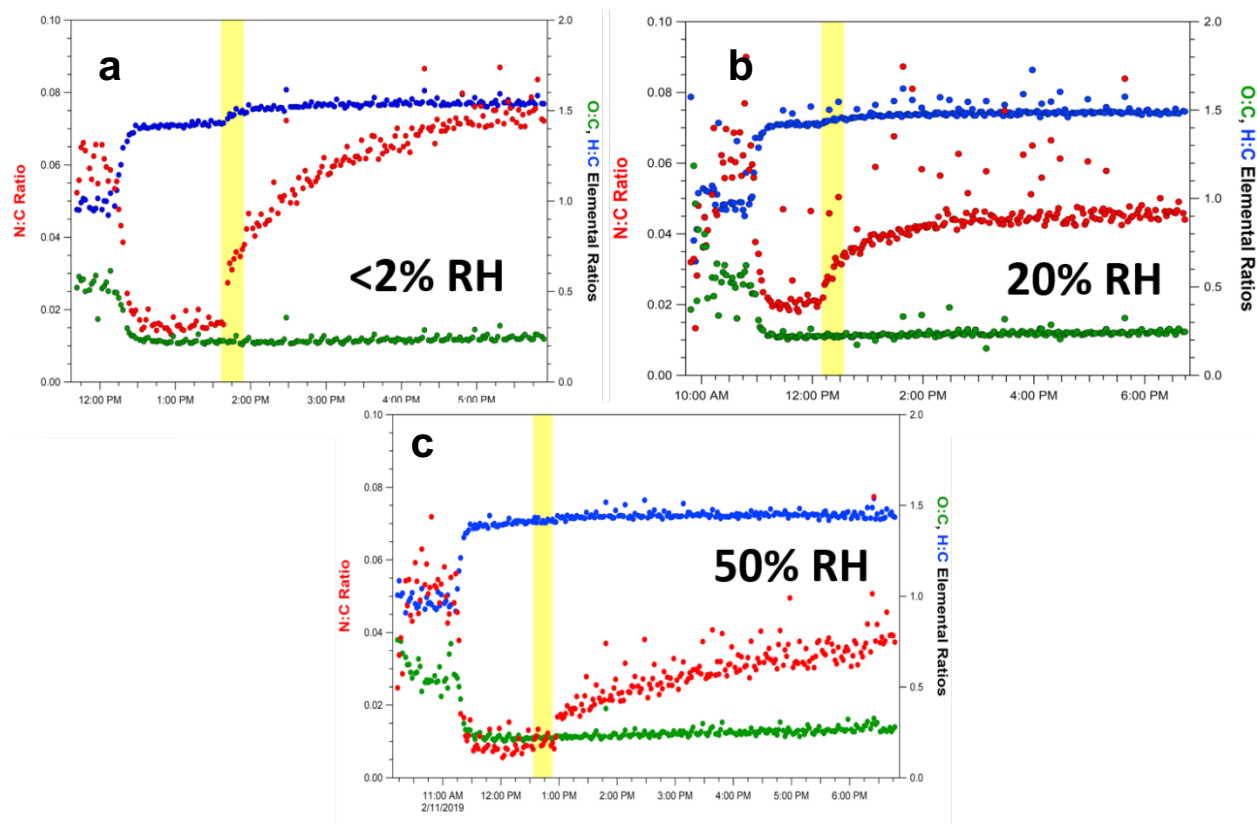 a
0.10
0.08
0.06
0.04
0.02
0.00
N:C Ratio
2.0
1.5
1.0
0.5
0.0
O:C, H:C Elemental Ratios
<2% RH
12:00 PM 1:00 PM 2:00 PM 3:00 PM 4:00 PM 5:00 PM
b
0.10
0.08
0.06
0.04
0.02
0.00
N:C Ratio
2.0
1.5
1.0
0.5
0.0
O:C, H:C Elemental Ratios
20% RH
10:00 AM 12:00 PM 2:00 PM 4:00 PM 6:00 PM
c
0.10
0.08
0.06
0.04
0.02
0.00
N:C Ratio
2.0
1.5
1.0
0.5
0.0
O:C, H:C Elemental Ratios
50% RH
11:00 AM 12:00 PM 1:00 PM 2:00 PM 3:00 PM 4:00 PM 5:00 PM 6:00 PM
2/11/2019